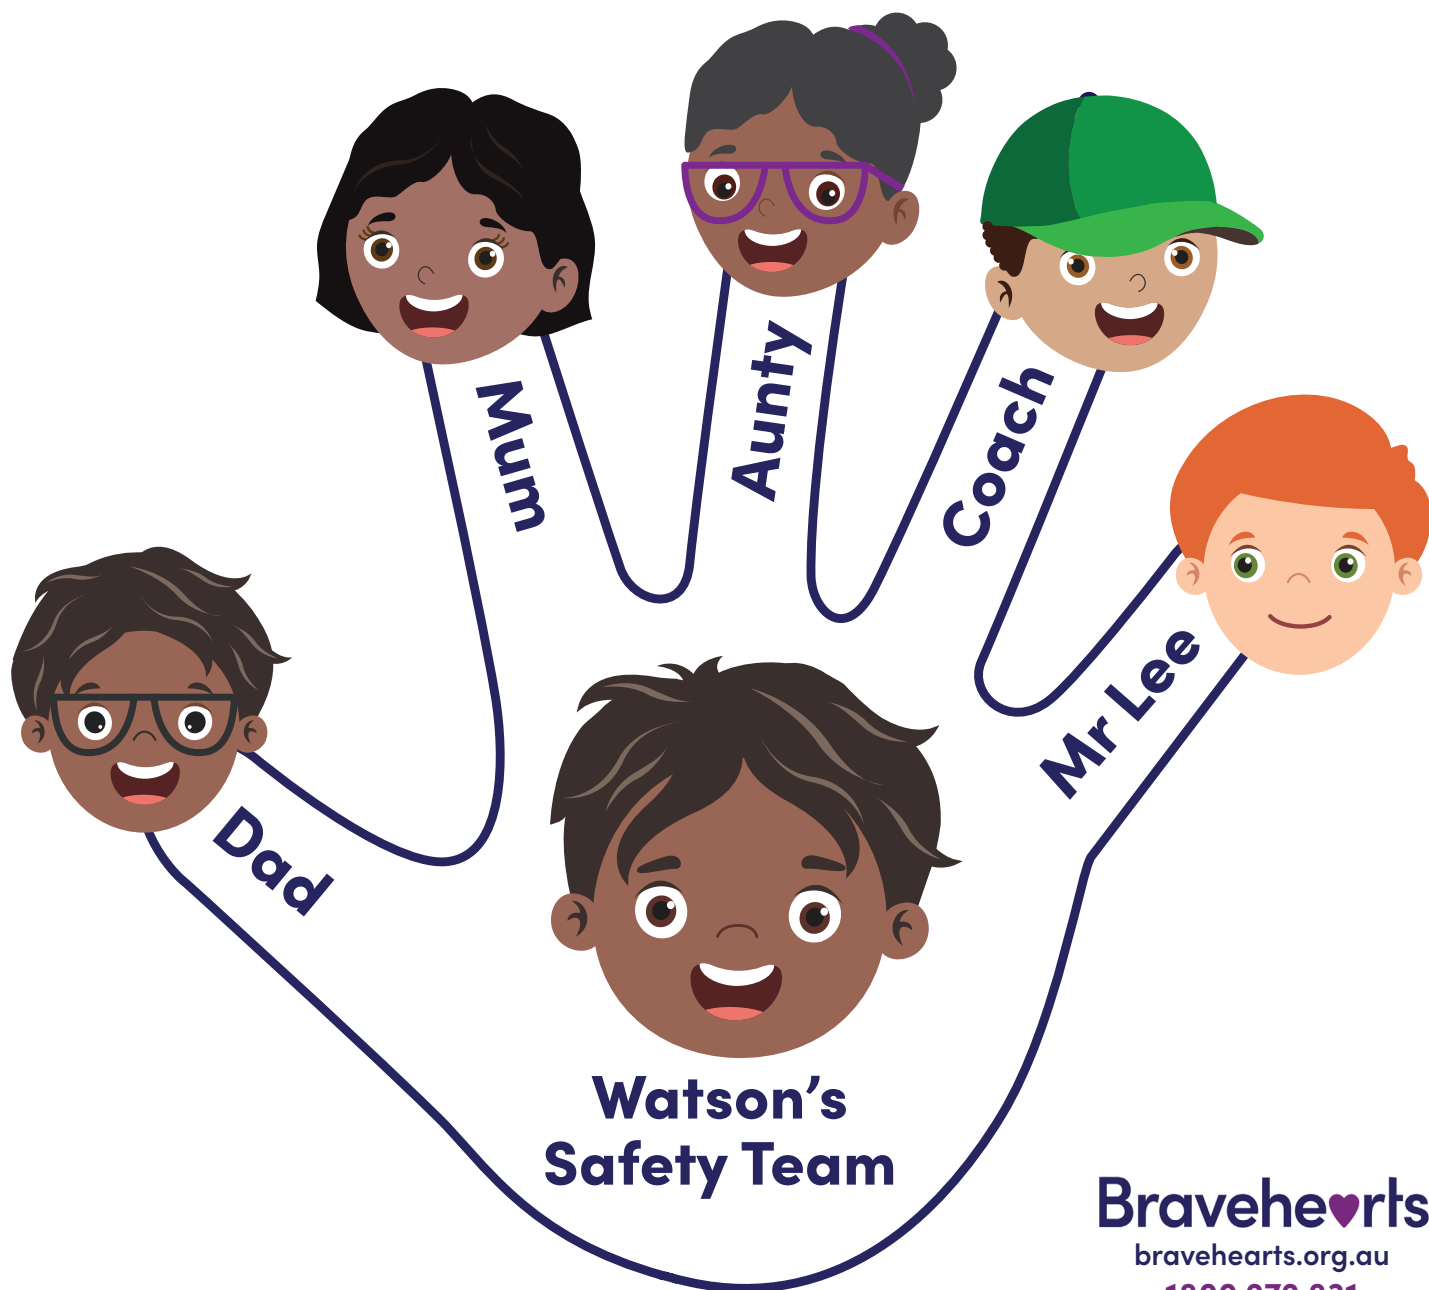 Dad
Mum
Aunty
Coach
Mr Lee
Watson’s
Safety Team
Bravehearts
bravehearts.org.au